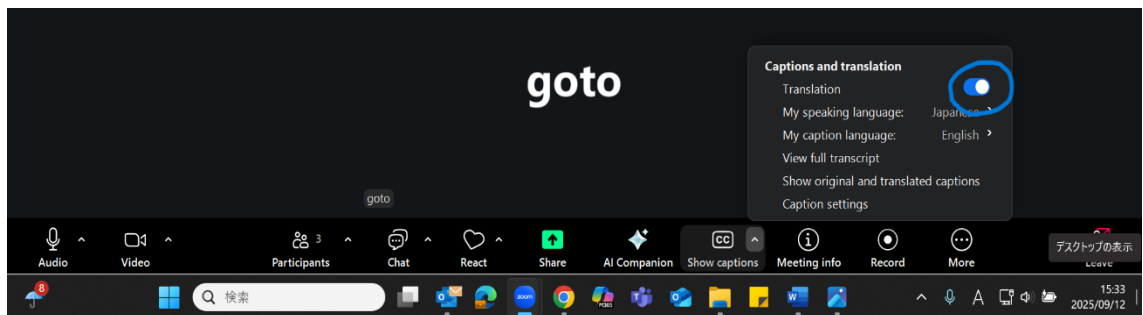 goto
Captions and translation
Translation
My speaking language: Japanese
My caption language: English
View full transcript
Show original and translated captions
Caption settings
goto
Audio
Video
Participants 3
Chat
React
Share
AI Companion
CC
Show captions
Meeting info
Record
More
デスクトップの表示
Leave
8
検索
zoom
M365
A
15:33
2025/09/12